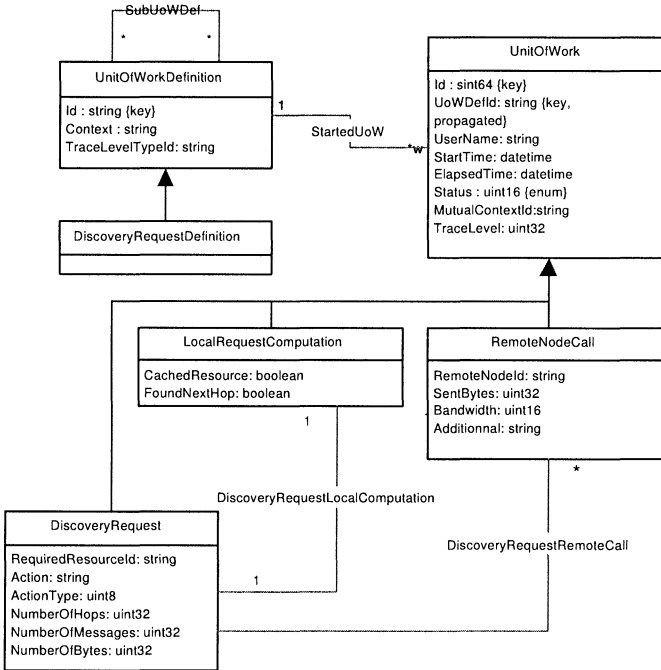 SubUoWDef
* *
UnitOfWorkDefinition
Id : string {key}
Context : string
TraceLevelTypeId: string
1
StartedUoW
*w
UnitOfWork
Id : sint64 {key}
UoWDefId: string {key,
propagated}
UserName: string
StartTime: datetime
ElapsedTime: datetime
Status : uint16 {enum}
MutualContextId:string
TraceLevel: uint32
DiscoveryRequestDefinition
LocalRequestComputation
CachedResource: boolean
FoundNextHop: boolean
1
RemoteNodeCall
RemoteNodeId: string
SentBytes: uint32
Bandwidth: uint16
Additionnal: string
*
DiscoveryRequestLocalComputation
DiscoveryRequestRemoteCall
DiscoveryRequest
RequiredResourceId: string
Action: string
ActionType: uint8
NumberOfHops: uint32
NumberOfMessages: uint32
NumberOfBytes: uint32
1